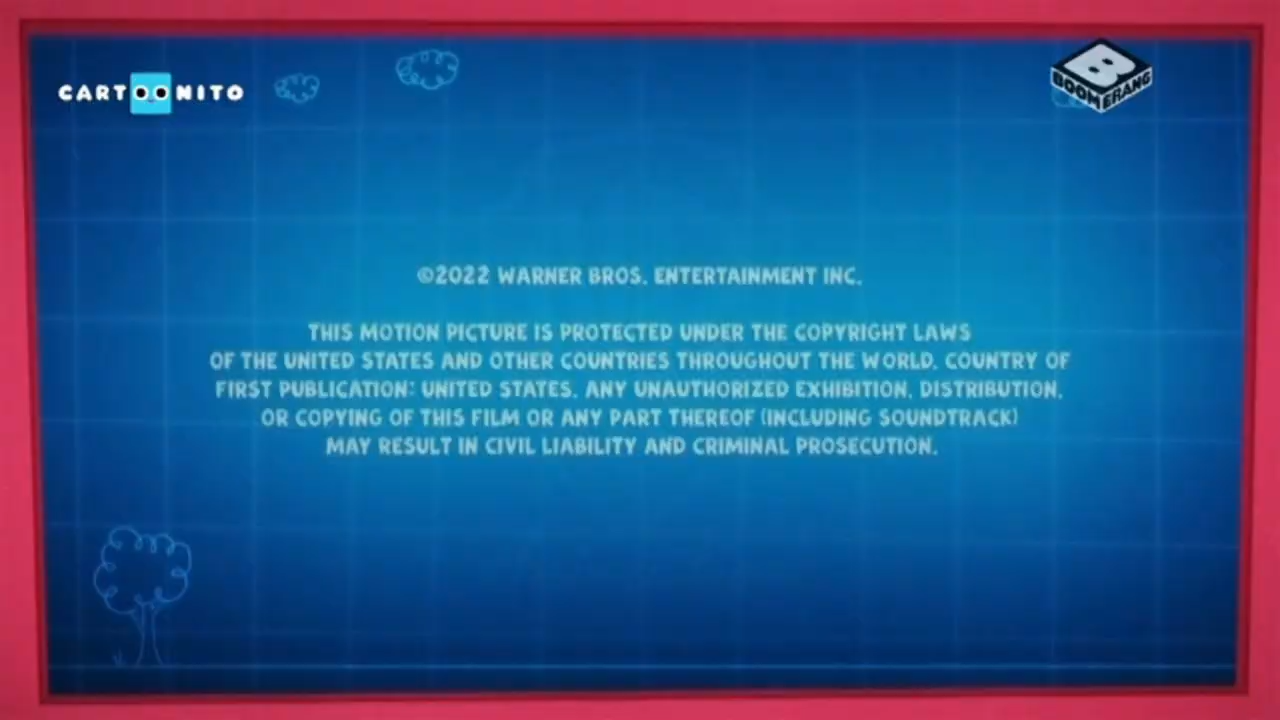 CARTOONITO
BOOMERANG
©2022 WARNER BROS. ENTERTAINMENT INC.
THIS MOTION PICTURE IS PROTECTED UNDER THE COPYRIGHT LAWS
OF THE UNITED STATES AND OTHER COUNTRIES THROUGHOUT THE WORLD. COUNTRY OF
FIRST PUBLICATION: UNITED STATES. ANY UNAUTHORIZED EXHIBITION, DISTRIBUTION,
OR COPYING OF THIS FILM OR ANY PART THEREOF (INCLUDING SOUNDTRACK)
MAY RESULT IN CIVIL LIABILITY AND CRIMINAL PROSECUTION.